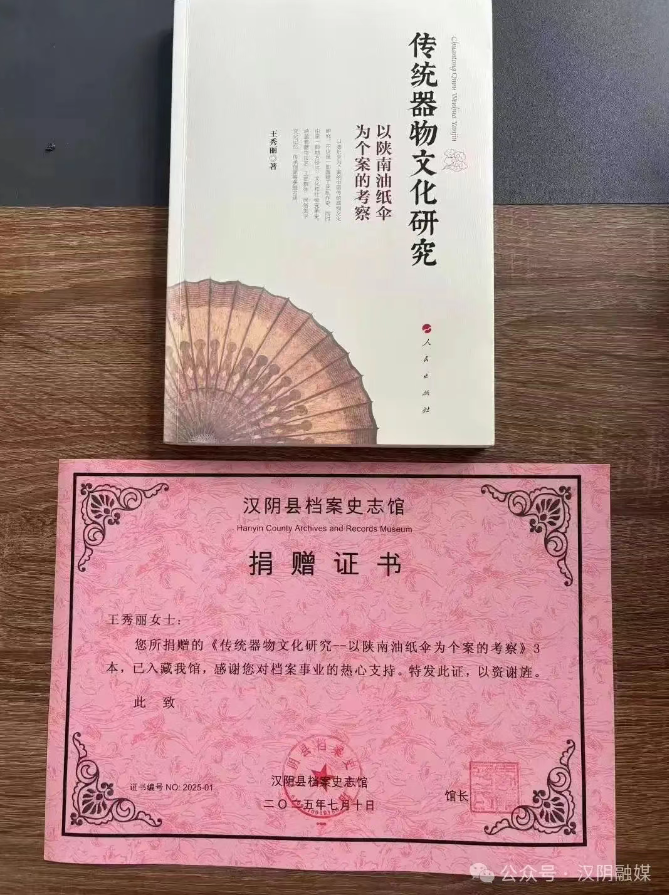 Chuantong Qiwu Wenhua Yanjiu
传统器物文化研究
以陕南油纸伞
为个案的考察
王秀丽 著
人民出版社
汉阴县档案史志馆
Hanyin County Archives and Records Museum
捐赠证书
王秀丽女士：
您所捐赠的《传统器物文化研究--以陕南油纸伞为个案的考察》3
本，已入藏我馆，感谢您对档案事业的热心支持。特发此证，以资谢旌。
此 致
证书编号 NO: 2025-01
汉阴县档案史志馆
二〇二五年七月十日
馆长
公众号 · 汉阴融媒